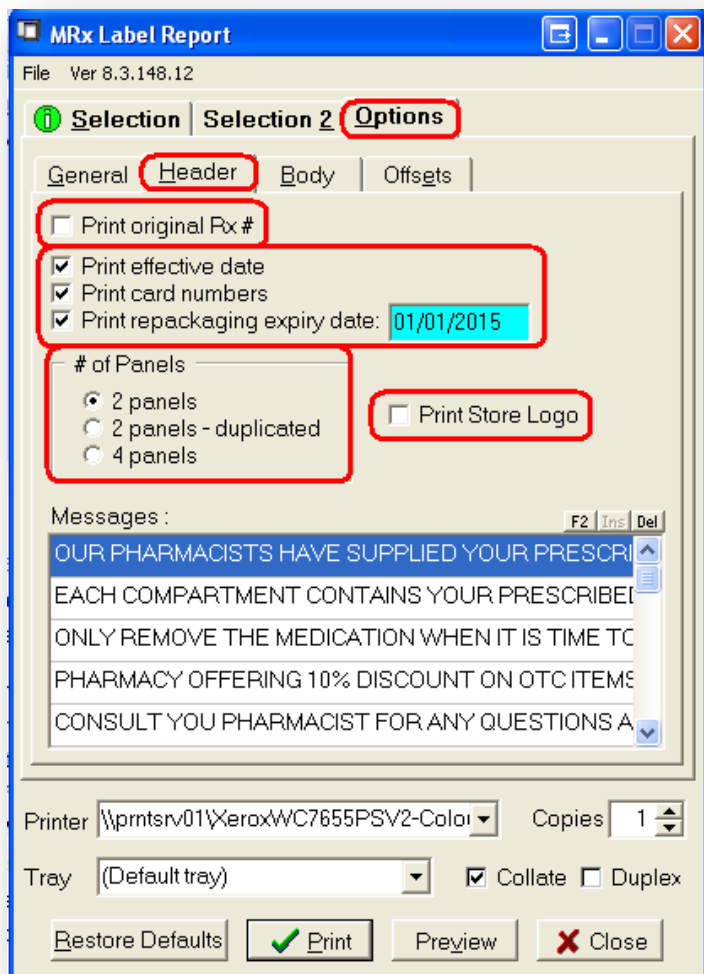 MRx Label Report
File Ver 8.3.148.12
Selection Selection 2 Options
General Header Body Offsets
Print original Rx #
Print effective date
Print card numbers
Print repackaging expiry date: 01/01/2015
# of Panels
2 panels
2 panels - duplicated
4 panels
Print Store Logo
Messages :
F2 Ins Del
OUR PHARMACISTS HAVE SUPPLIED YOUR PRESCRI
EACH COMPARTMENT CONTAINS YOUR PRESCRIBED
ONLY REMOVE THE MEDICATION WHEN IT IS TIME TO
PHARMACY OFFERING 10% DISCOUNT ON OTC ITEMS
CONSULT YOU PHARMACIST FOR ANY QUESTIONS A
Printer \\prntsrv01\XeroxWC7655PSV2-Colou Copies 1
Tray (Default tray) Collate Duplex
Restore Defaults Print Preview Close